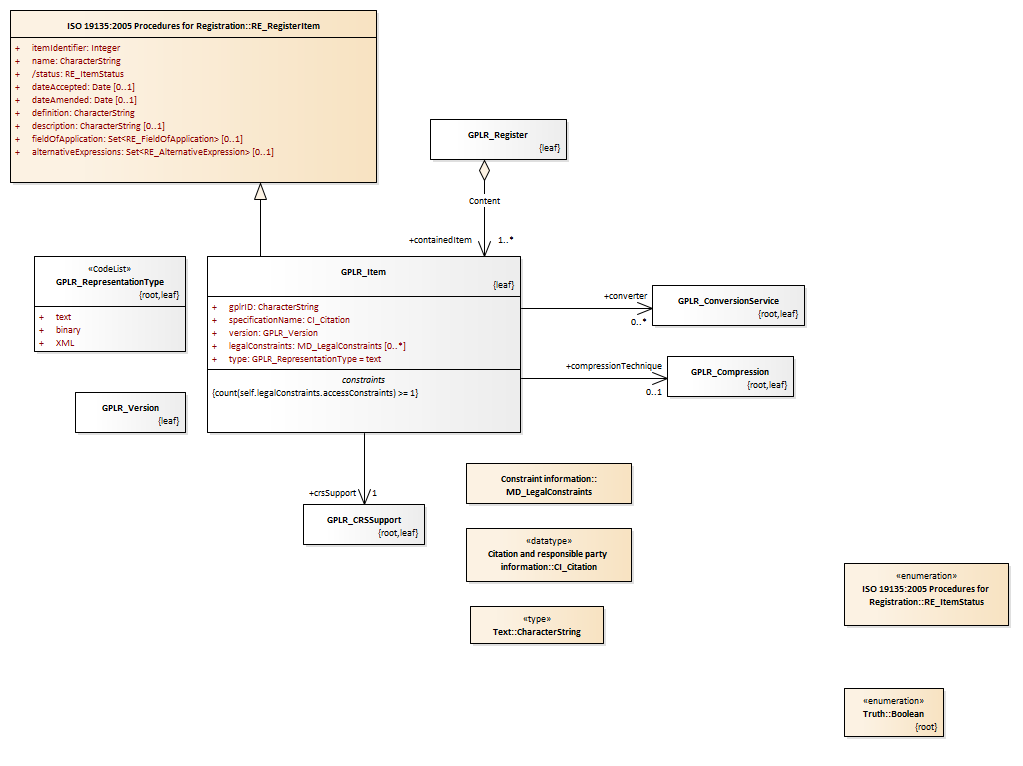 ISO 19135:2005 Procedures for Registration::RE_RegisterItem
+ itemIdentifier: Integer
+ name: CharacterString
+ /status: RE_ItemStatus
+ dateAccepted: Date [0..1]
+ dateAmended: Date [0..1]
+ definition: CharacterString
+ description: CharacterString [0..1]
+ fieldOfApplication: Set<RE_FieldOfApplication> [0..1]
+ alternativeExpressions: Set<RE_AlternativeExpression> [0..1]
GPLR_Register
{leaf}
Content
+containedItem 1..*
«CodeList»
GPLR_RepresentationType
{root,leaf}
+ text
+ binary
+ XML
GPLR_Item
{leaf}
+ gplrID: CharacterString
+ specificationName: CI_Citation
+ version: GPLR_Version
+ legalConstraints: MD_LegalConstraints [0..*]
+ type: GPLR_RepresentationType = text
constraints
{count(self.legalConstraints.accessConstraints) >= 1}
+converter
0..*
GPLR_ConversionService
{root,leaf}
+compressionTechnique
0..1
GPLR_Compression
{root,leaf}
GPLR_Version
{leaf}
+crsSupport 1
GPLR_CRSSupport
{root,leaf}
Constraint information::
MD_LegalConstraints
«datatype»
Citation and responsible party
information::CI_Citation
«type»
Text::CharacterString
«enumeration»
ISO 19135:2005 Procedures for
Registration::RE_ItemStatus
«enumeration»
Truth::Boolean
{root}